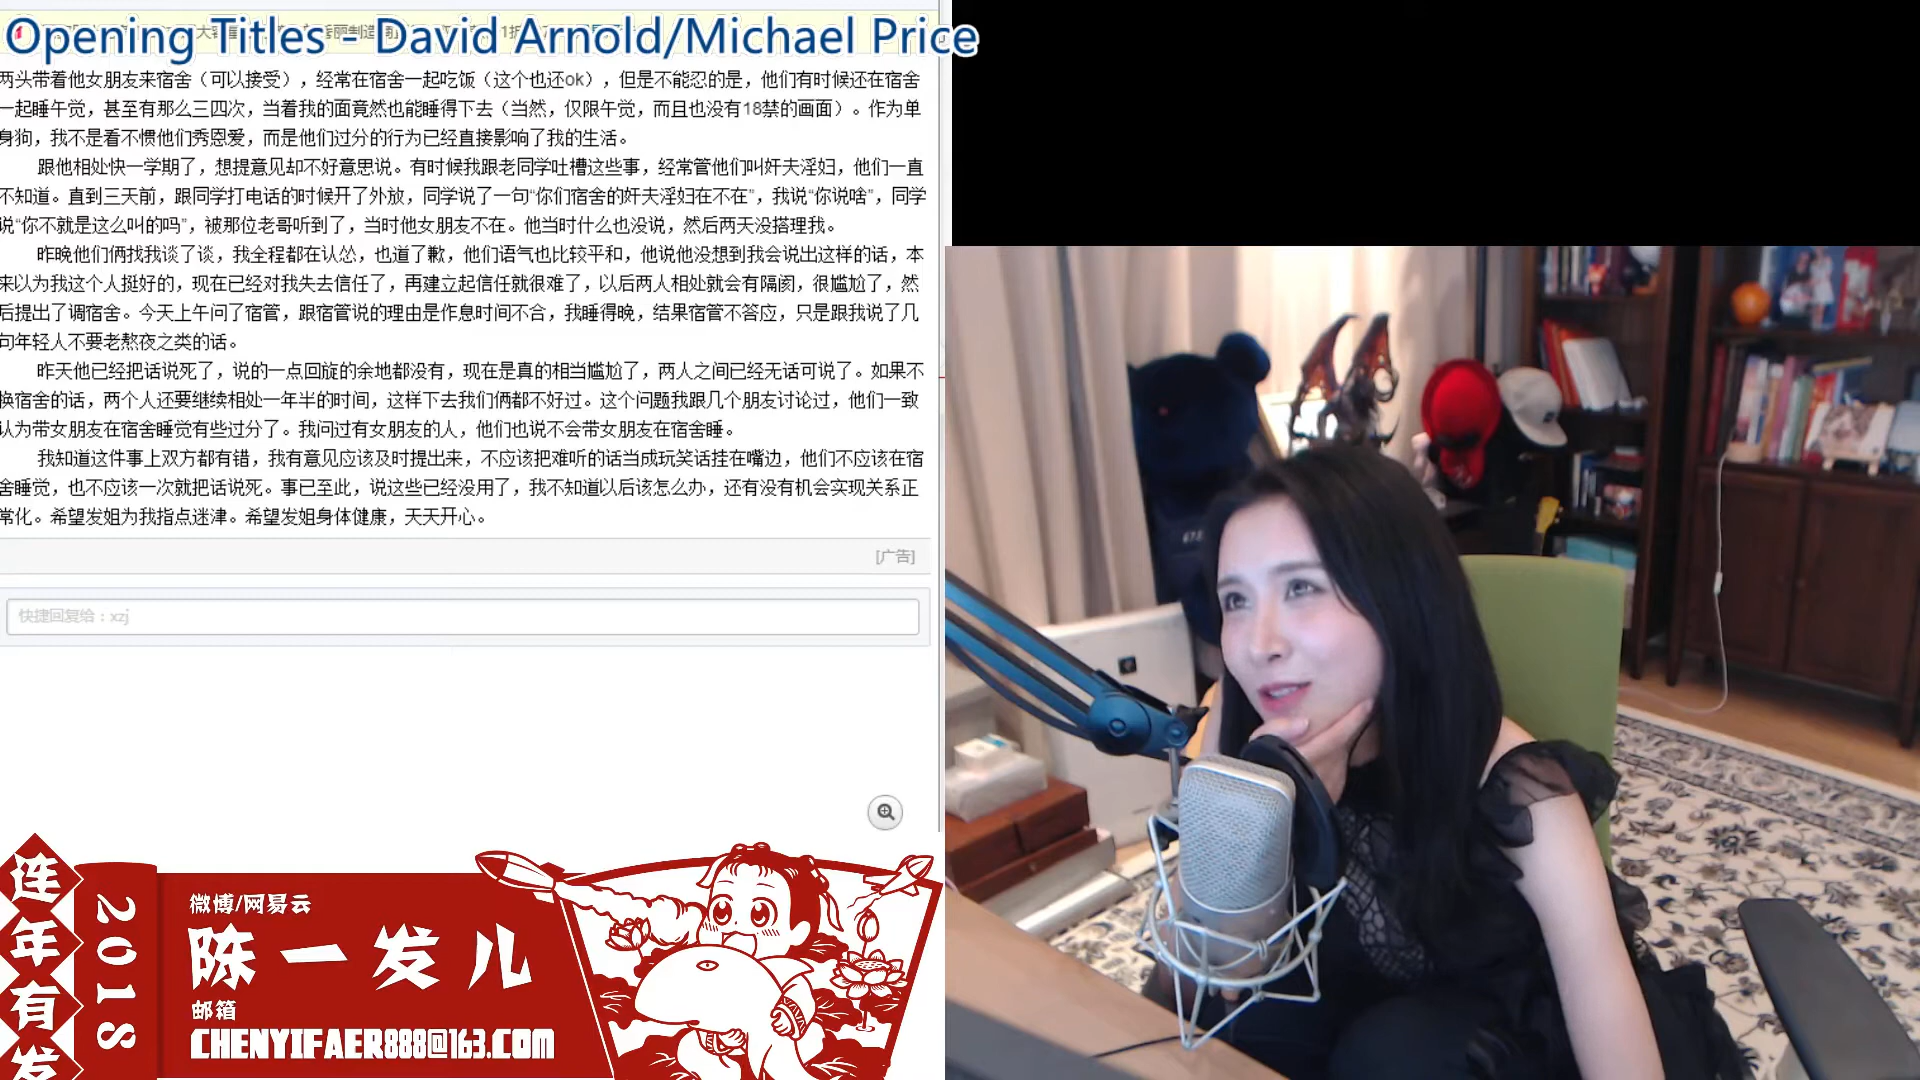 Opening Titles - David Arnold/Michael Price
两头带着他女朋友来宿舍（可以接受），经常在宿舍一起吃饭（这个也还ok），但是不能忍的是，他们有时候还在宿舍
一起睡午觉，甚至有那么三四次，当着我的面竟然也能睡得下去（当然，仅限午觉，而且也没有18禁的画面）。作为单
身狗，我不是看不惯他们秀恩爱，而是他们过分的行为已经直接影响了我的生活。
跟他相处快一学期了，想提意见却不好意思说。有时候我跟老同学吐槽这些事，经常管他们叫奸夫淫妇，他们一直
不知道。直到三天前，跟同学打电话的时候开了外放，同学说了一句“你们宿舍的奸夫淫妇在不在”，我说“你说啥”，同学
说“你不就是这么叫的吗”，被那位老哥听到了，当时他女朋友不在。他当时什么也没说，然后两天没搭理我。
昨晚他们俩找我谈了谈，我全程都在认怂，也道了歉，他们语气也比较平和，他说他没想到我会说出这样的话，本
来以为我这个人挺好的，现在已经对我失去信任了，再建立起信任就很难了，以后两人相处就会有隔阂，很尴尬了，然
后提出了调宿舍。今天上午问了宿管，跟宿管说的理由是作息时间不合，我睡得晚，结果宿管不答应，只是跟我说了几
句年轻人不要老熬夜之类的话。
昨天他已经把话说死了，说的一点回旋的余地都没有，现在是真的相当尴尬了，两人之间已经无话可说了。如果不
换宿舍的话，两个人还要继续相处一年半的时间，这样下去我们俩都不好过。这个问题我跟几个朋友讨论过，他们一致
认为带女朋友在宿舍睡觉有些过分了。我问过有女朋友的人，他们也说不会带女朋友在宿舍睡。
我知道这件事上双方都有错，我有意见应该及时提出来，不应该把难听的话当成玩笑话挂在嘴边，他们不应该在宿
舍睡觉，也不应该一次就把话说死。事已至此，说这些已经没用了，我不知道以后该怎么办，还有没有机会实现关系正
常化。希望发姐为我指点迷津。希望发姐身体健康，天天开心。
[广告]
快捷回复给：xzj
连年有发
2018
微博/网易云
陈一发儿
邮箱
CHENYIFAER888@163.COM